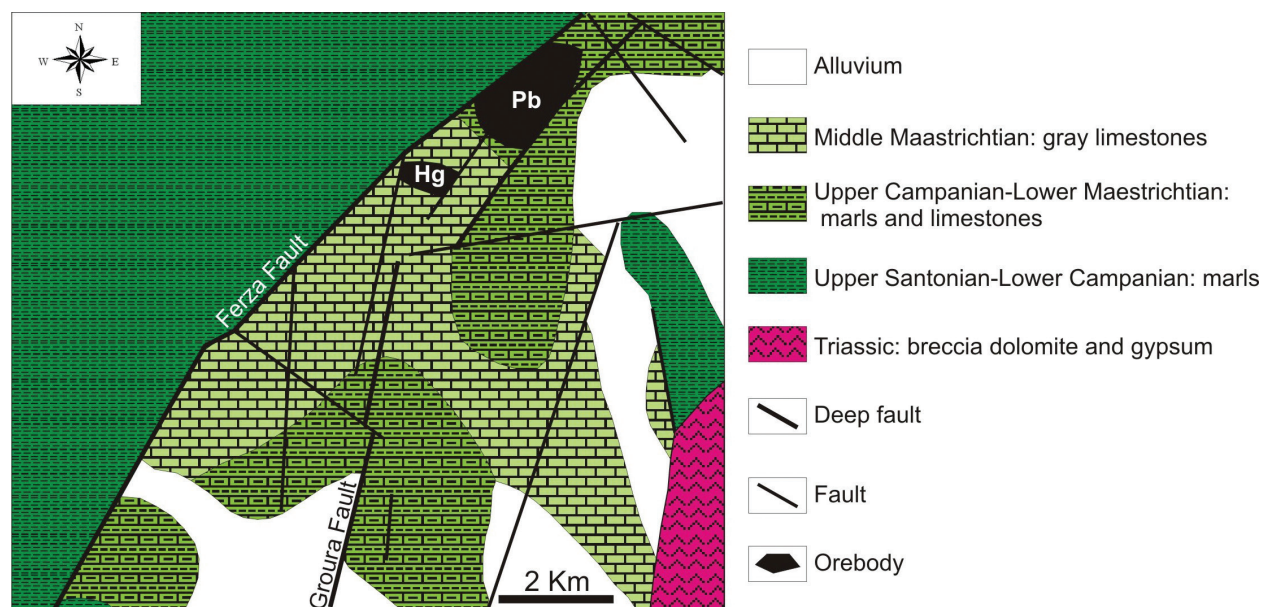 N
W E
S
Pb
Hg
Ferza Fault
Groura Fault
2 Km
Alluvium
Middle Maastrichtian: gray limestones
Upper Campanian-Lower Maestrichtian:
marls and limestones
Upper Santonian-Lower Campanian: marls
Triassic: breccia dolomite and gypsum
Deep fault
Fault
Orebody